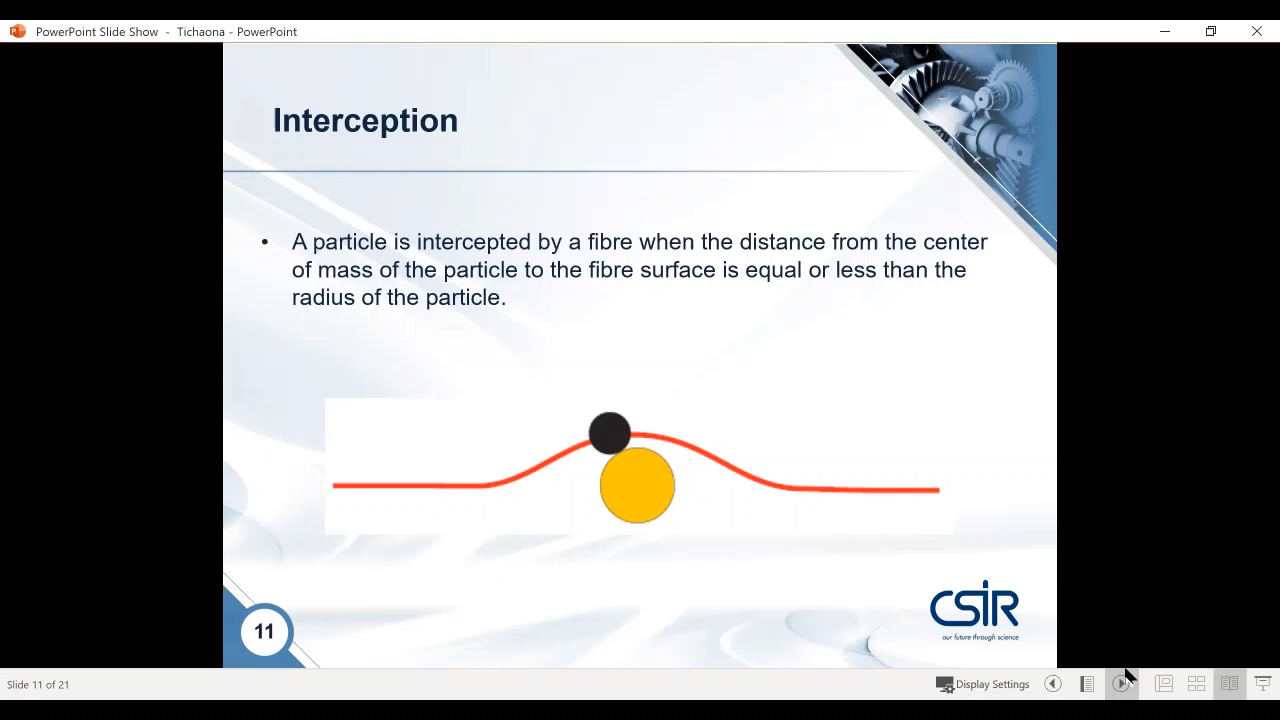 PowerPoint Slide Show - Tichaona - PowerPoint
Interception
• A particle is intercepted by a fibre when the distance from the center
of mass of the particle to the fibre surface is equal or less than the
radius of the particle.
CSIR
our future through science
11
Slide 11 of 21
Display Settings